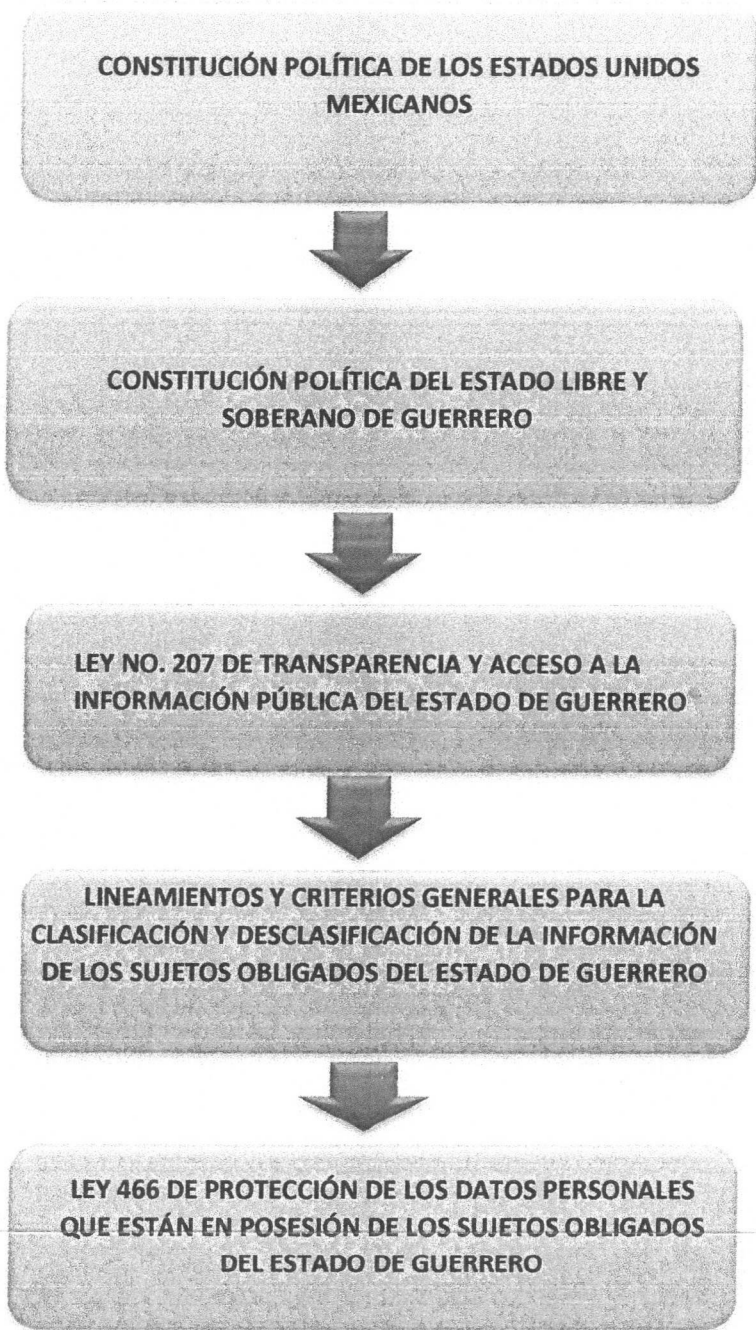 CONSTITUCIÓN POLÍTICA DE LOS ESTADOS UNIDOS
MEXICANOS
CONSTITUCIÓN POLÍTICA DEL ESTADO LIBRE Y
SOBERANO DE GUERRERO
LEY NO. 207 DE TRANSPARENCIA Y ACCESO A LA
INFORMACIÓN PÚBLICA DEL ESTADO DE GUERRERO
LINEAMIENTOS Y CRITERIOS GENERALES PARA LA
CLASIFICACIÓN Y DESCLASIFICACIÓN DE LA INFORMACIÓN
DE LOS SUJETOS OBLIGADOS DEL ESTADO DE GUERRERO
LEY 466 DE PROTECCIÓN DE LOS DATOS PERSONALES
QUE ESTÁN EN POSESIÓN DE LOS SUJETOS OBLIGADOS
DEL ESTADO DE GUERRERO